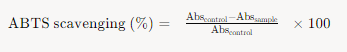 ABTS scavenging (%) = (Abs_control − Abs_sample) / Abs_control × 100